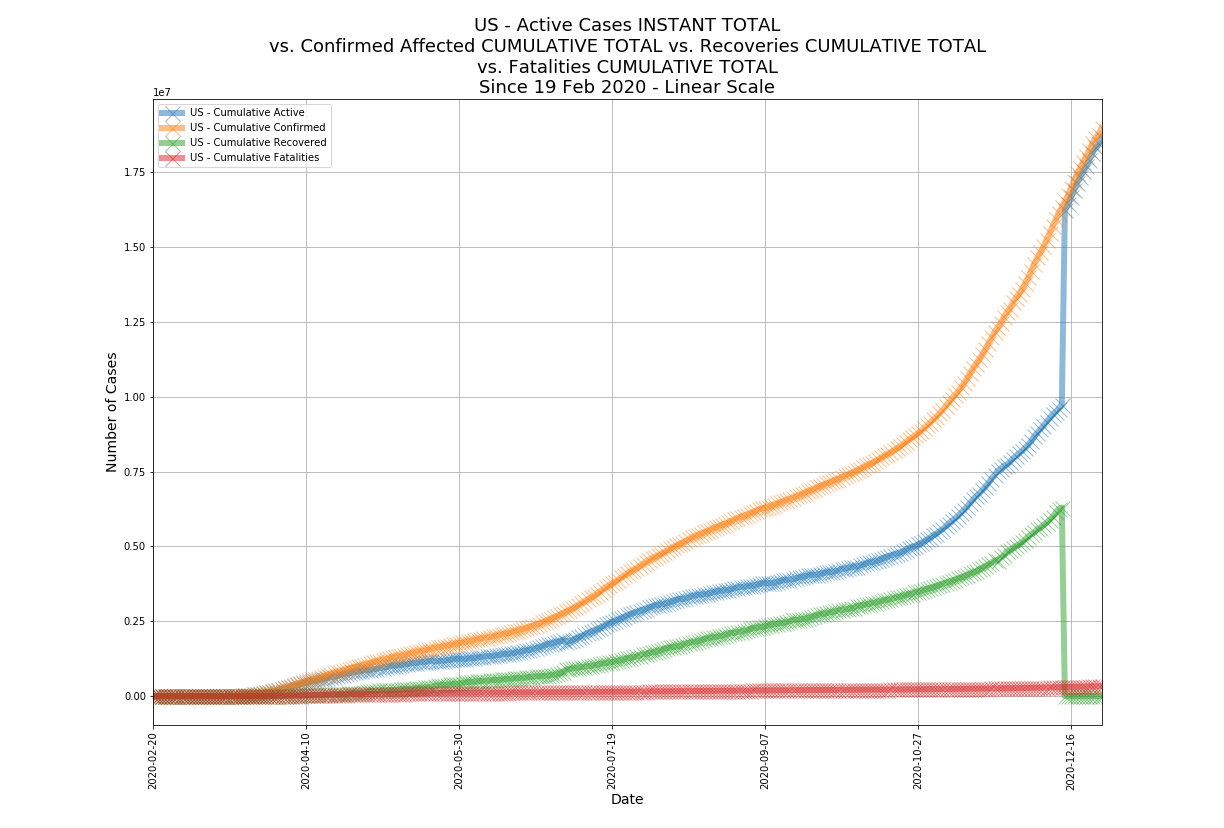 US - Active Cases INSTANT TOTAL
vs. Confirmed Affected CUMULATIVE TOTAL vs. Recoveries CUMULATIVE TOTAL
vs. Fatalities CUMULATIVE TOTAL
Since 19 Feb 2020 - Linear Scale
1e7
US - Cumulative Active
US - Cumulative Confirmed
US - Cumulative Recovered
US - Cumulative Fatalities
1.75
1.50
1.25
1.00
0.75
0.50
0.25
0.00
Number of Cases
2020-02-20
2020-04-10
2020-05-30
2020-07-19
2020-09-07
2020-10-27
2020-12-16
Date